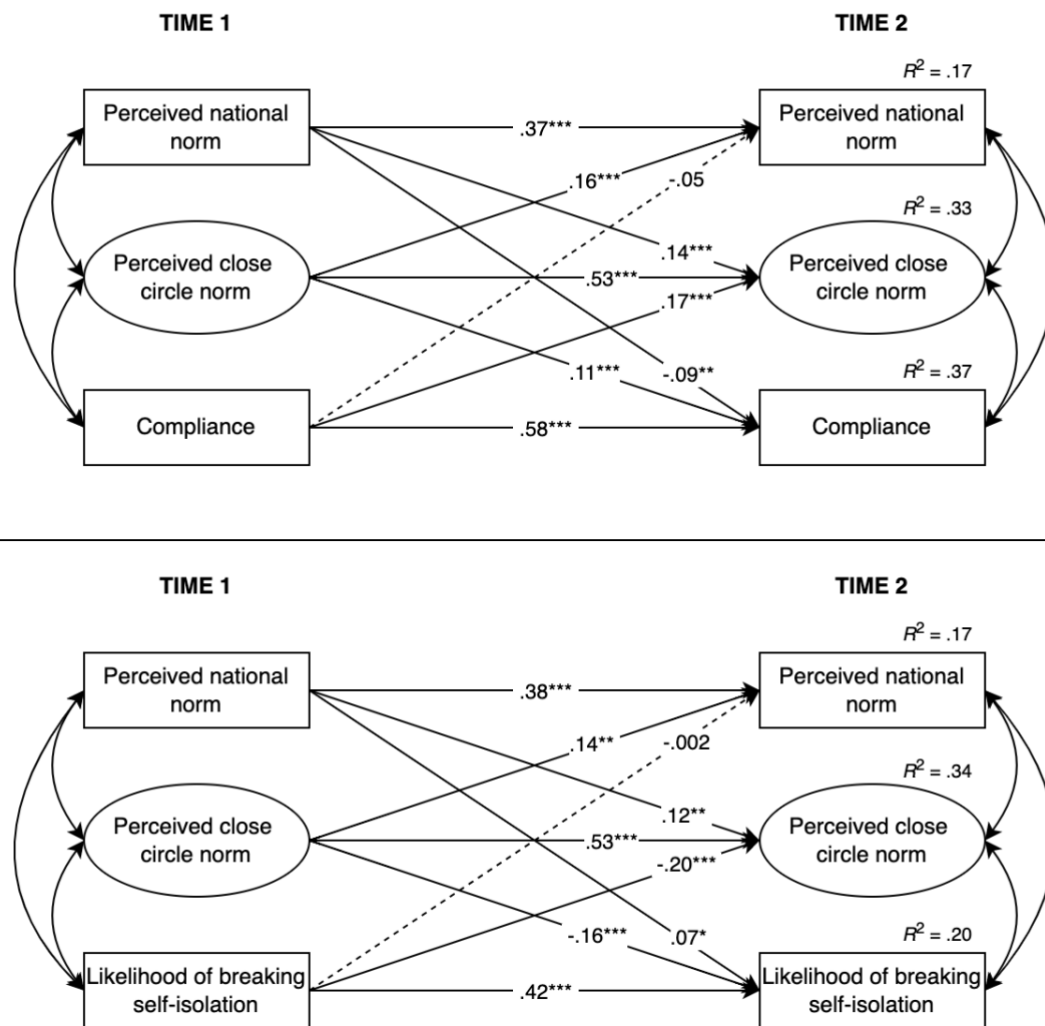 TIME 1
TIME 2
R² = .17
Perceived national
norm
.37***
Perceived national
norm
.16***
-.05
R² = .33
Perceived close
circle norm
.14***
.53***
.17***
Perceived close
circle norm
R² = .37
.11***
-.09**
Compliance
.58***
Compliance
TIME 1
TIME 2
R² = .17
Perceived national
norm
.38***
Perceived national
norm
.14**
-.002
R² = .34
Perceived close
circle norm
.12**
.53***
-.20***
Perceived close
circle norm
R² = .20
-.16***
.07*
Likelihood of breaking
self-isolation
.42***
Likelihood of breaking
self-isolation